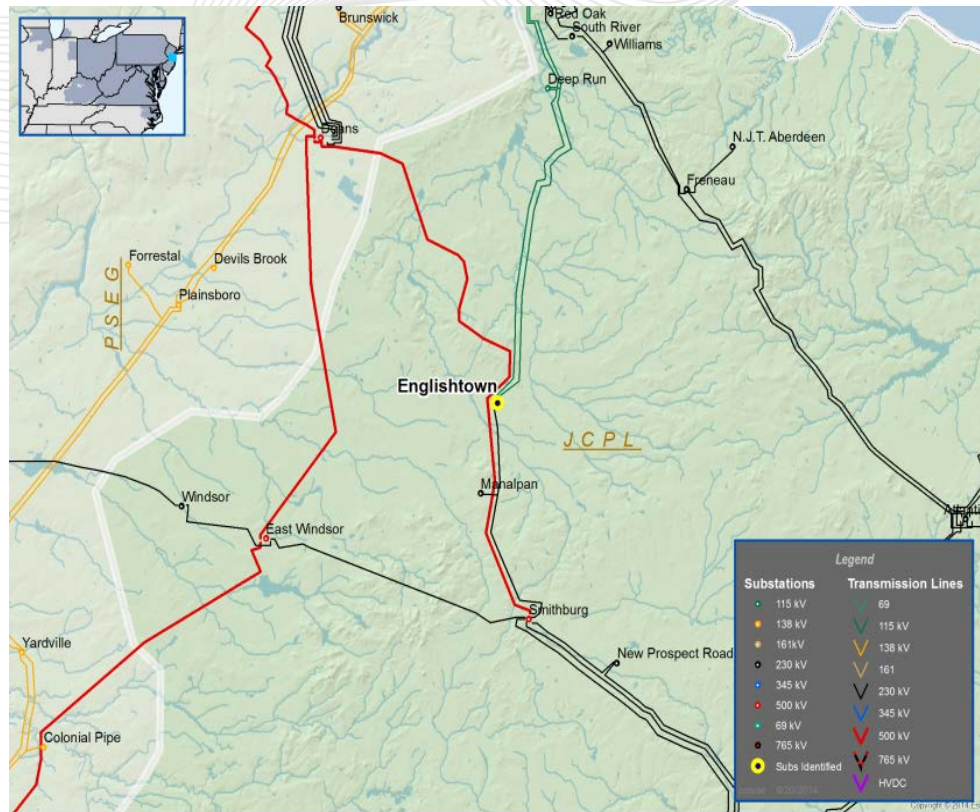 Brunswick
Red Oak
South River
Williams
Deep Run
Deans
N.J.T. Aberdeen
Freneau
Forrestal
Devils Brook
Plainsboro
PSEG
Englishtown
JCPL
Manalpan
Windsor
East Windsor
Smithburg
New Prospect Road
Yardville
Colonial Pipe
Legend
Substations
115 kV
138 kV
161kV
230 kV
345 kV
500 kV
69 kV
765 kV
Subs Identified
Transmission Lines
69
115 kV
138 kV
161
230 kV
345 kV
500 kV
765 kV
HVDC